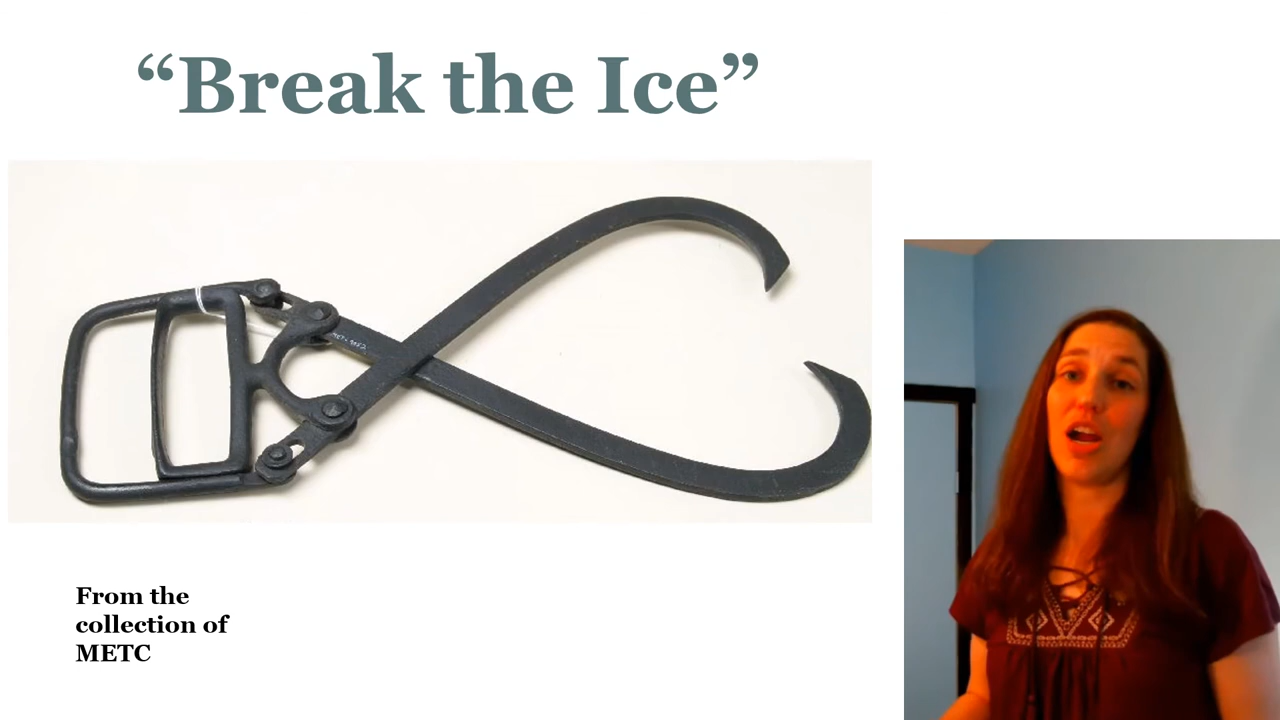 “Break the Ice”
From the
collection of
METC